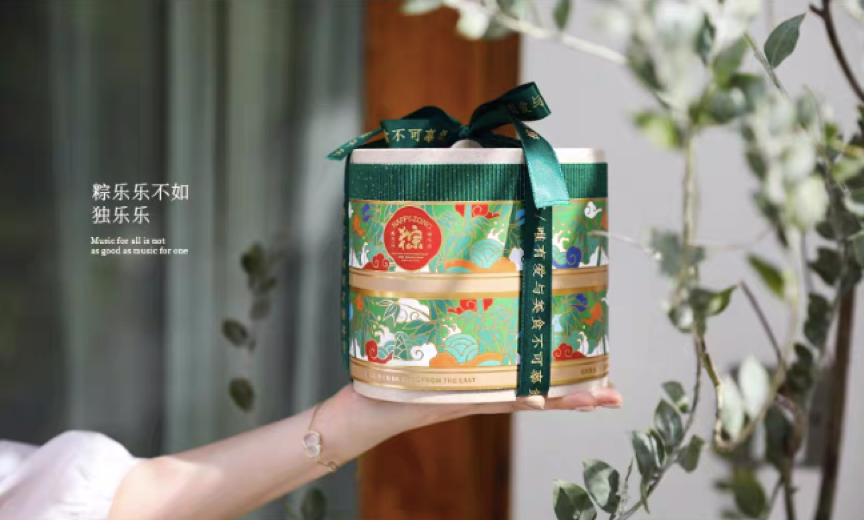 粽乐乐不如
独乐乐
Music for all is not
as good as music for one
不可辜
HAPPIZONG
粽
唯有爱与美食不可辜
FROM THE EAST